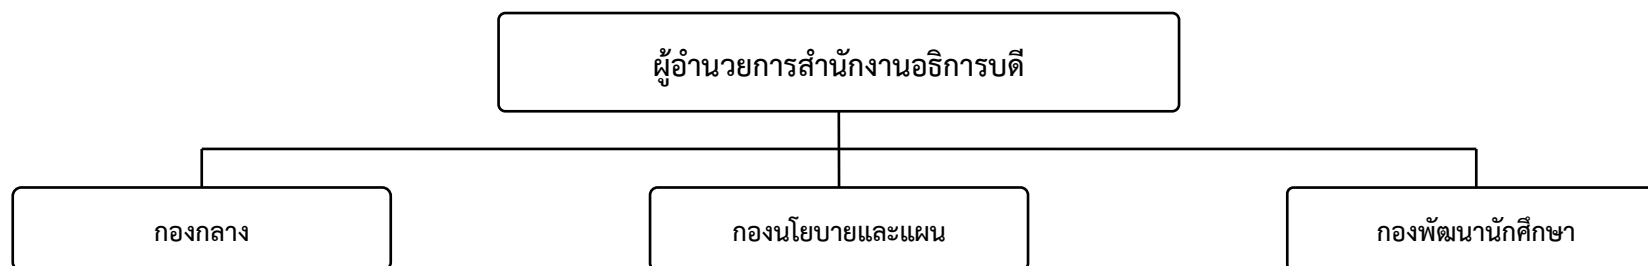 ผู้อำนวยการสำนักงานอธิการบดี
กองกลาง
กองนโยบายและแผน
กองพัฒนานักศึกษา